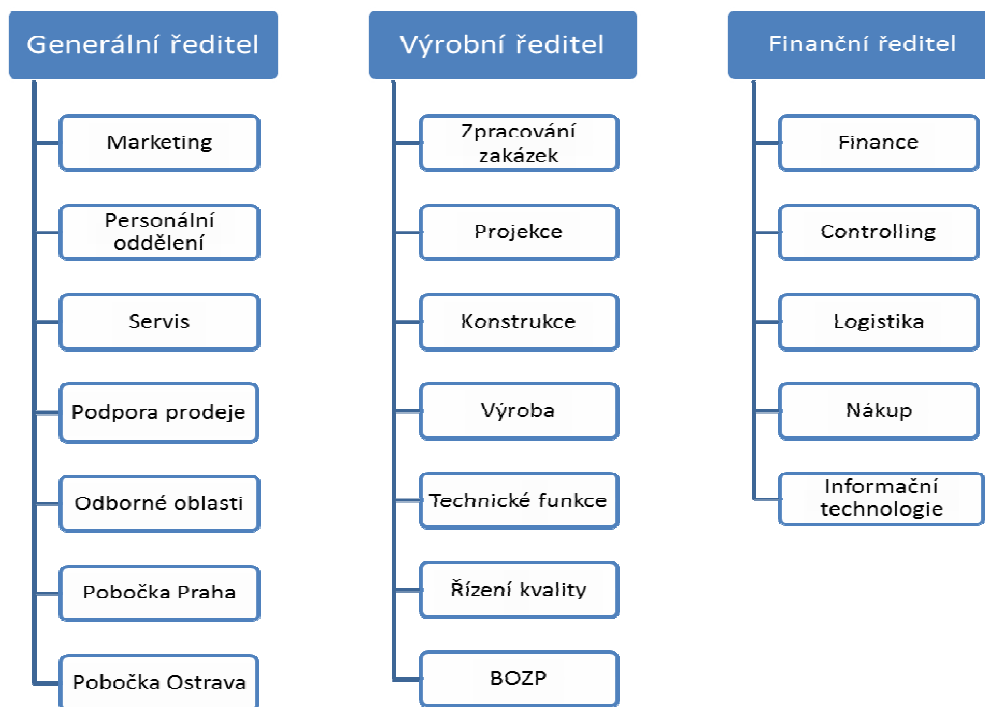 Generální ředitel
Marketing
Personální
oddělení
Servis
Podpora prodeje
Odborné oblasti
Pobočka Praha
Pobočka Ostrava
Výrobní ředitel
Zpracování
zakázek
Projekce
Konstrukce
Výroba
Technické funkce
Řízení kvality
BOZP
Finanční ředitel
Finance
Controlling
Logistika
Nákup
Informační
technologie